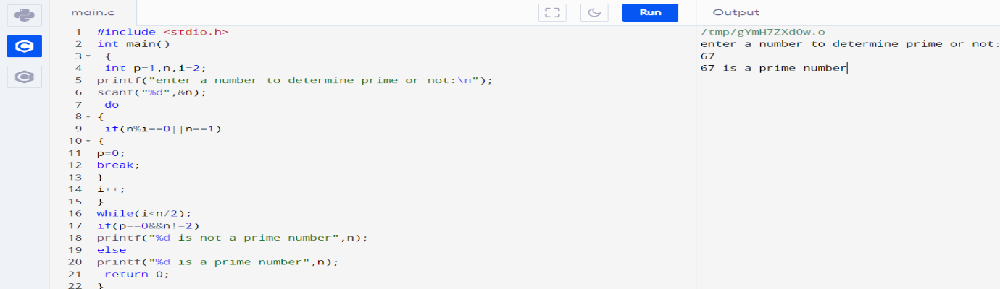 main.c
Run
Output
1 #include <stdio.h>
2 int main()
3 {
4 int p=1,n,i=2;
5 printf("enter a number to determine prime or not:\n");
6 scanf("%d",&n);
7 do
8 {
9 if(n%i==0||n==1)
10 {
11 p=0;
12 break;
13 }
14 i++;
15 }
16 while(i<n/2);
17 if(p==0&&n!=2)
18 printf("%d is not a prime number",n);
19 else
20 printf("%d is a prime number",n);
21 return 0;
22 }
/tmp/gYmH7ZXdOw.o
enter a number to determine prime or not:
67
67 is a prime number